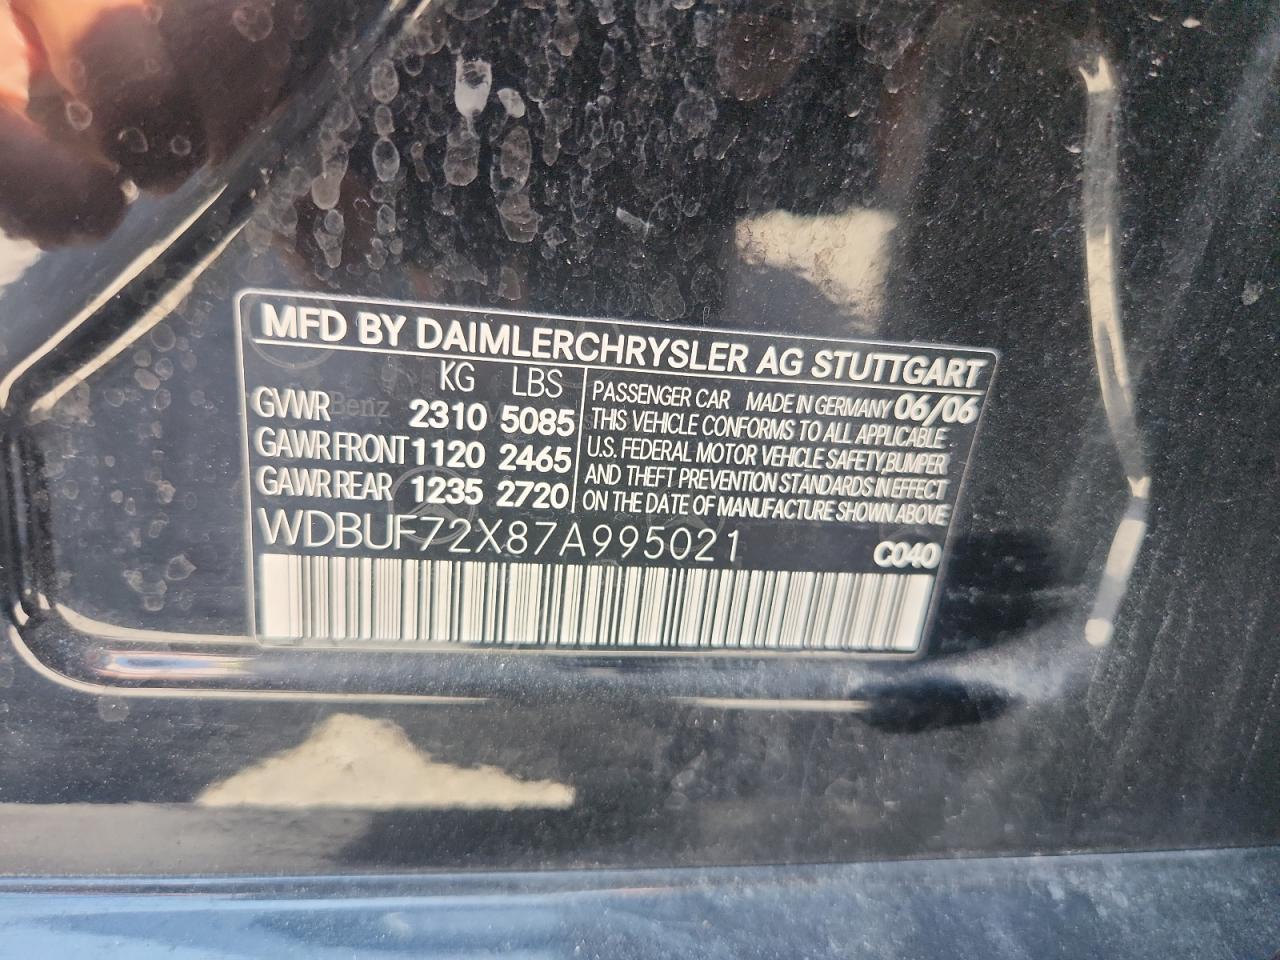 MFD BY DAIMLERCHRYSLER AG STUTTGART
KG LBS
GVWR 2310 5085
GAWR FRONT 1120 2465
GAWR REAR 1235 2720
PASSENGER CAR MADE IN GERMANY 06/06
THIS VEHICLE CONFORMS TO ALL APPLICABLE
U.S. FEDERAL MOTOR VEHICLE SAFETY, BUMPER
AND THEFT PREVENTION STANDARDS IN EFFECT
ON THE DATE OF MANUFACTURE SHOWN ABOVE
WDBUF72X87A995021
C040
Benz